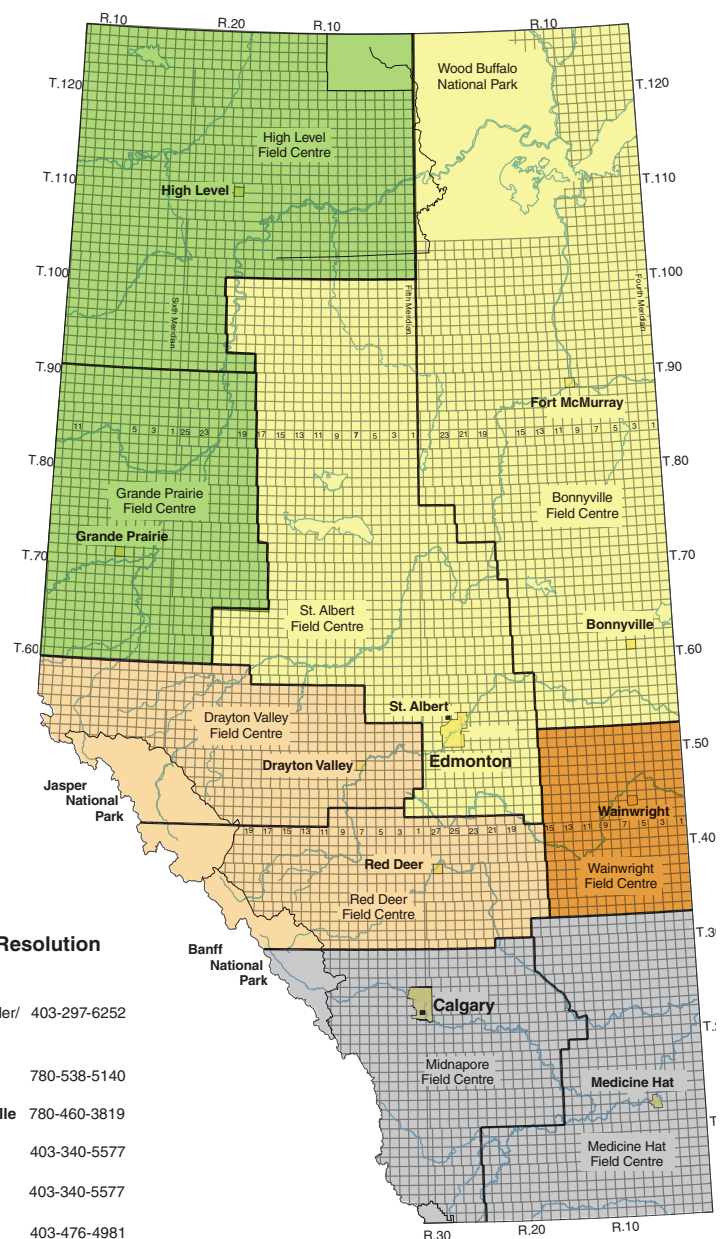 R.10
R.20
R.10
R.10
T.120
T.120
Wood Buffalo
National Park
High Level
Field Centre
T.110
T.110
High Level
T.100
T.100
Sixth Meridian
Fifth Meridian
Fourth Meridian
T.90
T.90
Fort McMurray
11 5 3 1 25 23 19 17 15 13 11 9 7 5 3 1 23 21 19 15 13 11 9 7 5 3 1
T.80
T.80
Grande Prairie
Field Centre
Bonnyville
Field Centre
Grande Prairie
T.70
T.70
St. Albert
Field Centre
Bonnyville
T.60
T.60
St. Albert
Drayton Valley
Field Centre
T.50
Edmonton
Drayton Valley
Jasper
National
Park
Wainwright
19 17 15 13 11 9 7 5 3 1 27 25 23 21 19 15 13 11 9 7 5 3 1
T.40
Red Deer
Wainwright
Field Centre
Red Deer
Field Centre
T.3
Resolution
Banff
National
Park
Calgary
ler/ 403-297-6252
T.2
Midnapore
Field Centre
780-538-5140
Medicine Hat
lle 780-460-3819
T
403-340-5577
Medicine Hat
Field Centre
403-340-5577
403-476-4981
R.30
R.20
R.10